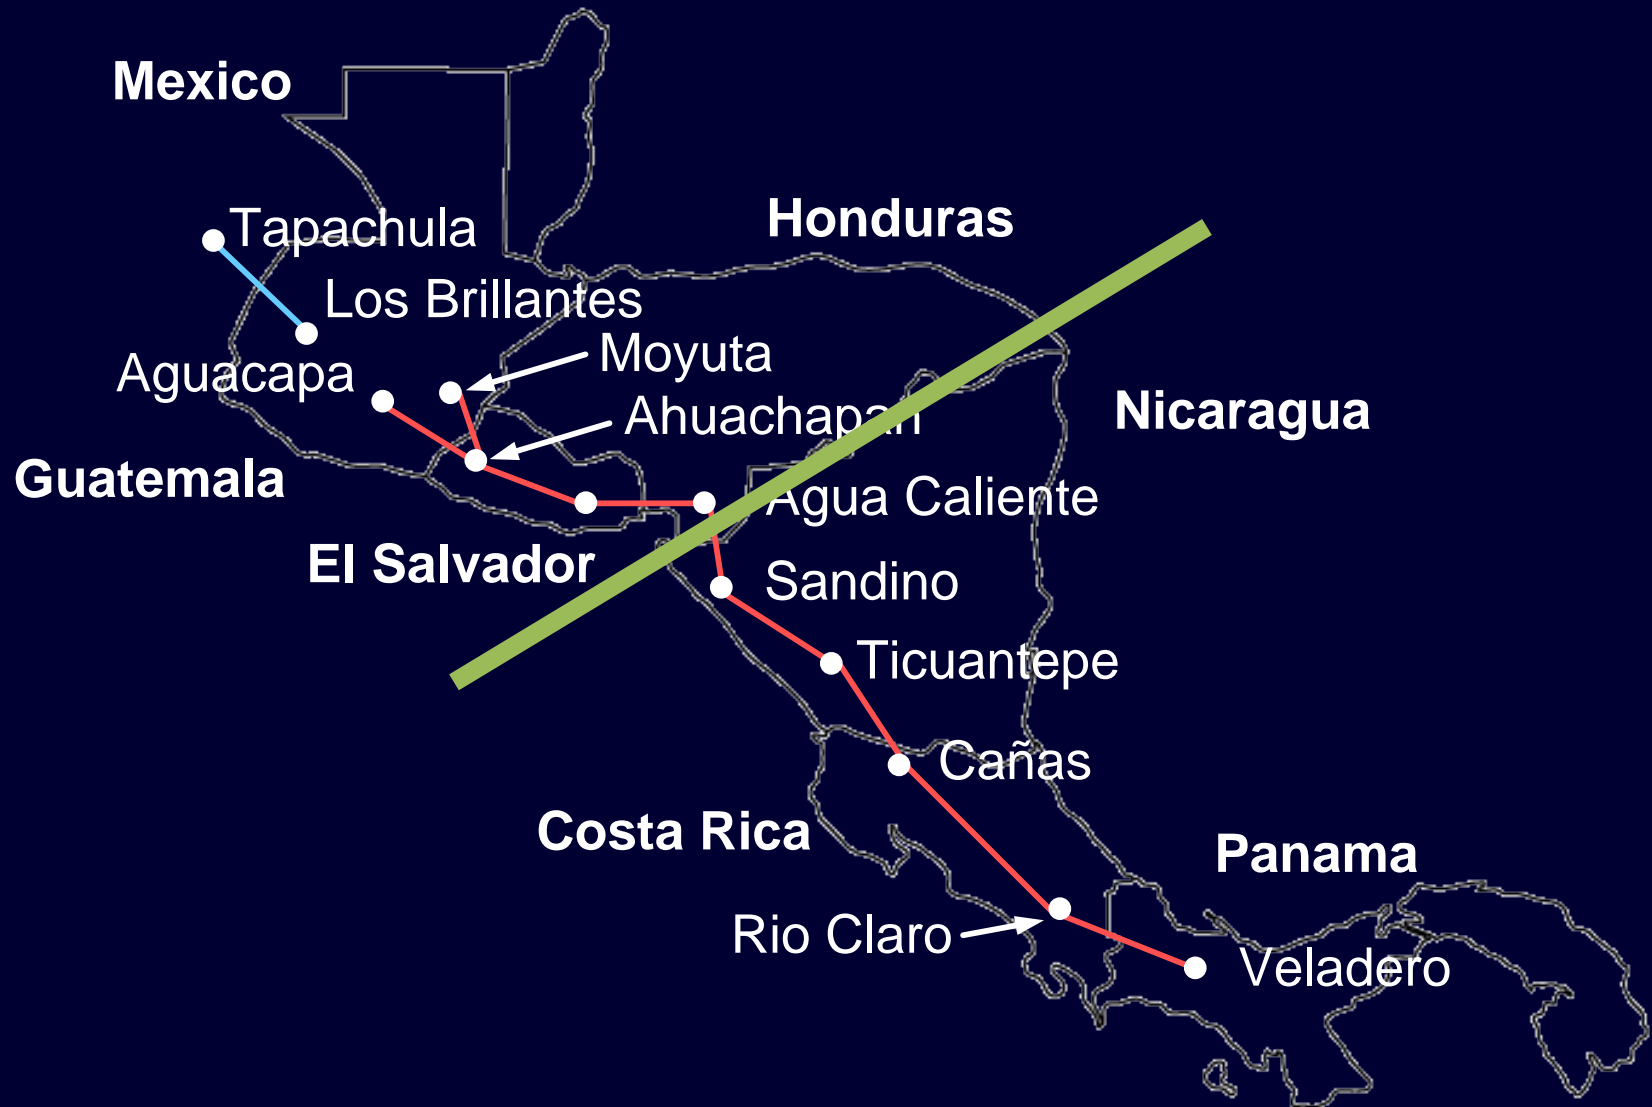 Mexico
Honduras
Tapachula
Los Brillantes
Moyuta
Aguacapa
Ahuachapan
Nicaragua
Guatemala
Agua Caliente
El Salvador
Sandino
Ticuantepe
Cañas
Costa Rica
Panama
Rio Claro
Veladero